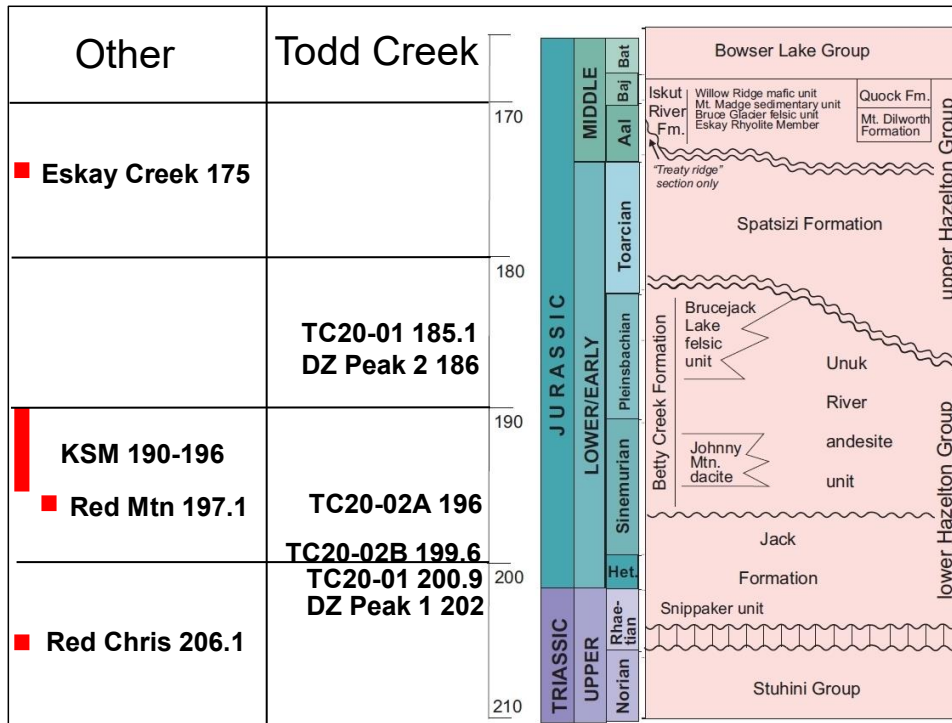 Other
Todd Creek
Eskay Creek 175
KSM 190-196
Red Mtn 197.1
Red Chris 206.1
TC20-01 185.1
DZ Peak 2 186
TC20-02A 196
TC20-02B 199.6
TC20-01 200.9
DZ Peak 1 202
170
180
190
200
210
JURASSIC
TRIASSIC
MIDDLE
LOWER/EARLY
UPPER
Bat
Baj
Aal
Toarcian
Pleinsbachian
Sinemurian
Het.
Rhae-
tian
Norian
Bowser Lake Group
Iskut
River
Fm.
Willow Ridge mafic unit
Mt. Madge sedimentary unit
Bruce Glacier felsic unit
Eskay Rhyolite Member
Quock Fm.
Mt. Dilworth
Formation
"Treaty ridge"
section only
Spatsizi Formation
upper Hazelton Group
Betty Creek Formation
Brucejack
Lake
felsic
unit
Unuk
River
andesite
unit
Johnny
Mtn.
dacite
Jack
Formation
Snippaker unit
lower Hazelton Group
Stuhini Group